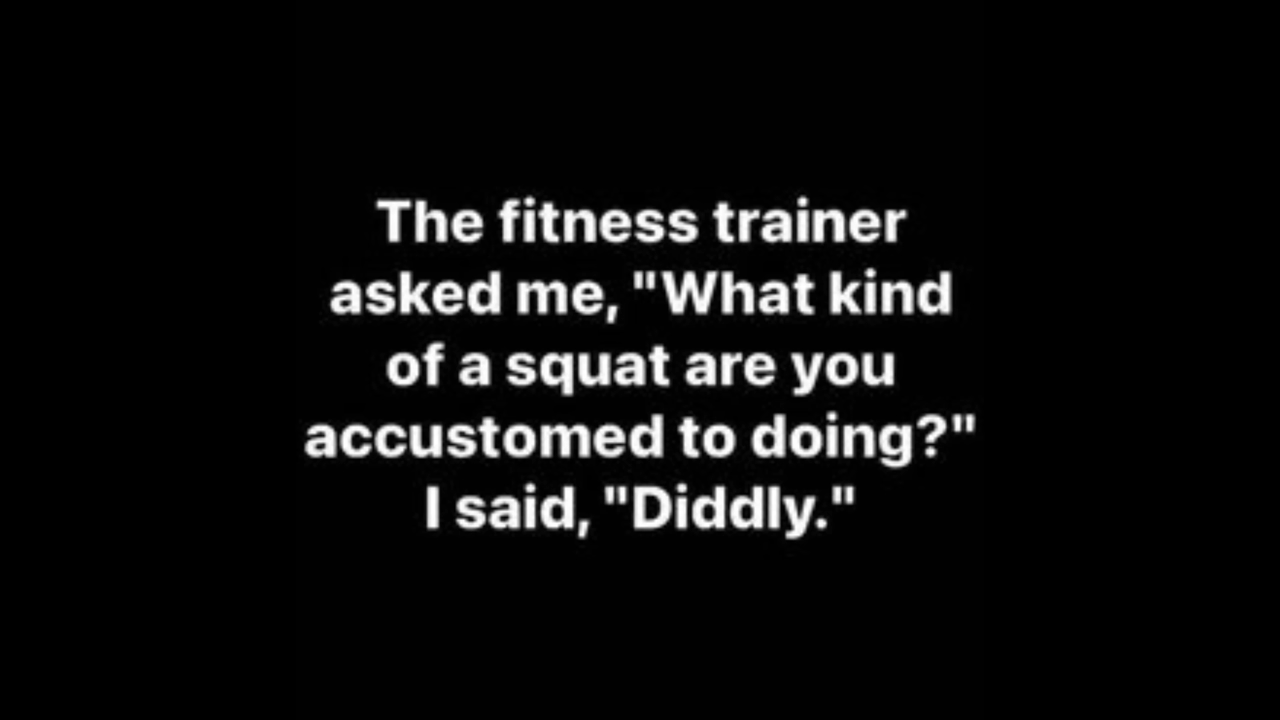 The fitness trainer
asked me, "What kind
of a squat are you
accustomed to doing?"
I said, "Diddly."